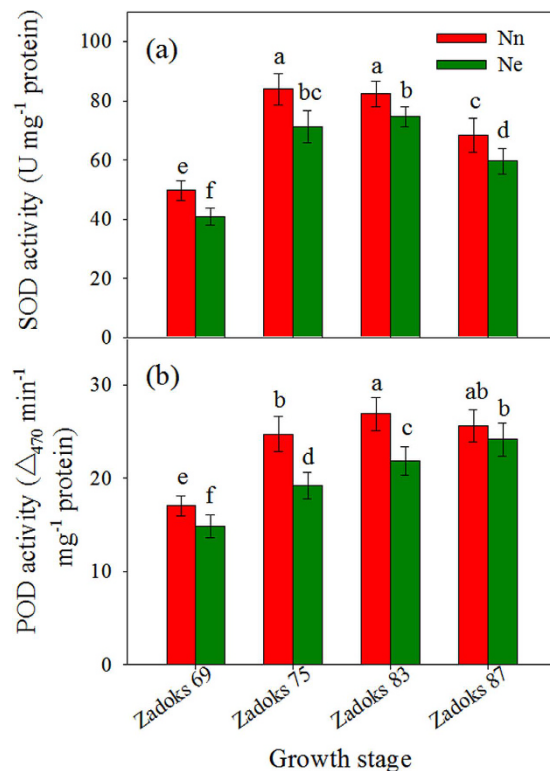 SOD activity (U mg⁻¹ protein)
100
80
60
40
20
0
(a)
Nn
Ne
e
f
a
bc
a
b
c
d
POD activity (△₄₇₀ min⁻¹
mg⁻¹ protein)
30
20
10
0
(b)
e
f
b
d
a
c
ab
b
Zadoks 69
Zadoks 75
Zadoks 83
Zadoks 87
Growth stage